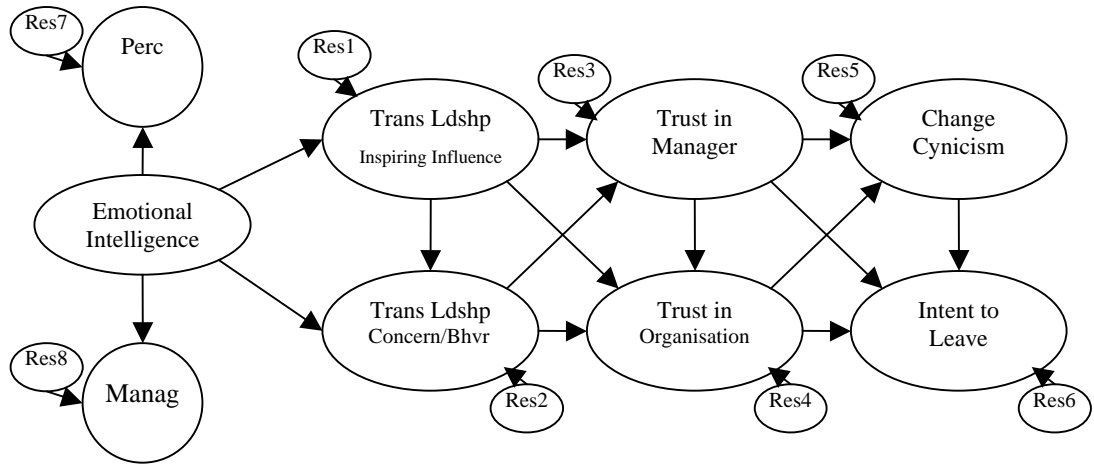 Res7
Perc
Res1
Res3
Res5
Trans Ldshp
Inspiring Influence
Trust in
Manager
Change
Cynicism
Emotional
Intelligence
Trans Ldshp
Concern/Bhvr
Trust in
Organisation
Intent to
Leave
Res8
Manag
Res2
Res4
Res6